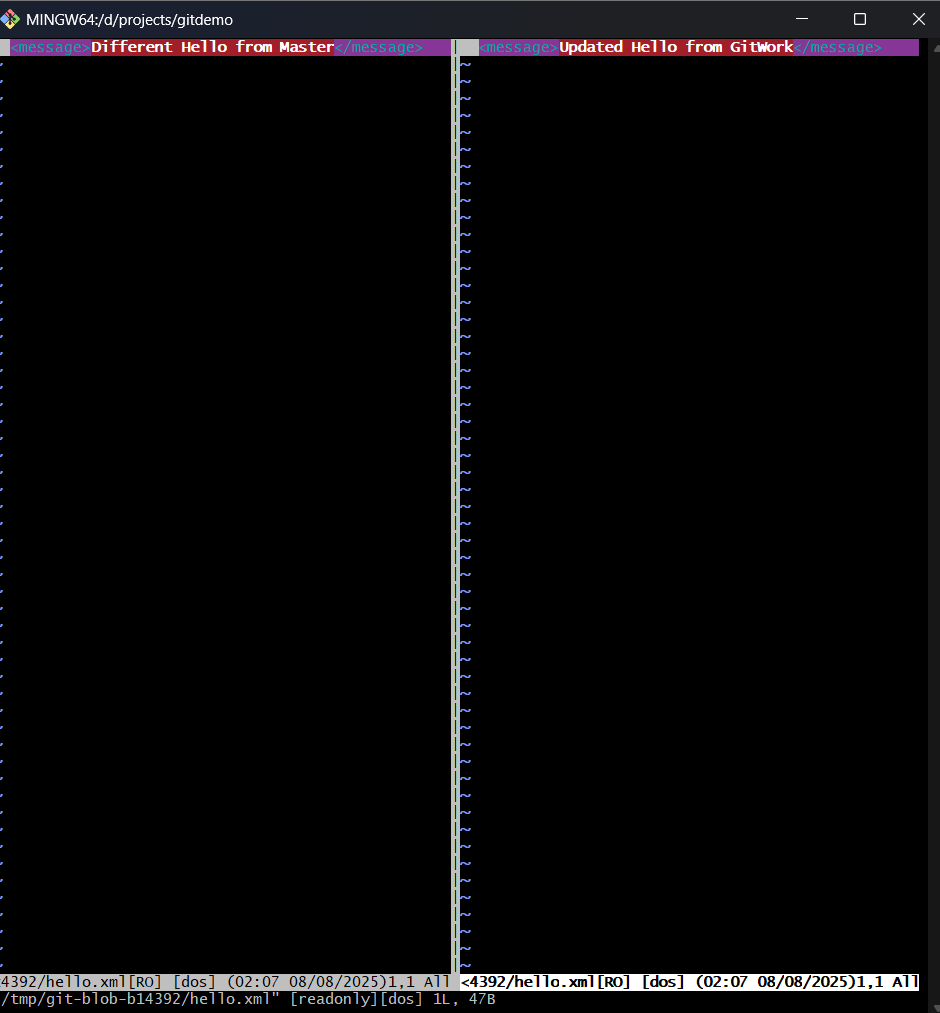 MINGW64:/d/projects/gitdemo
<message>Different Hello from Master</message>
<message>Updated Hello from GitWork</message>
<4392/hello.xml[RO] [dos] (02:07 08/08/2025)1,1 All
<4392/hello.xml[RO] [dos] (02:07 08/08/2025)1,1 All
/tmp/git-blob-b14392/hello.xml" [readonly][dos] 1L, 47B